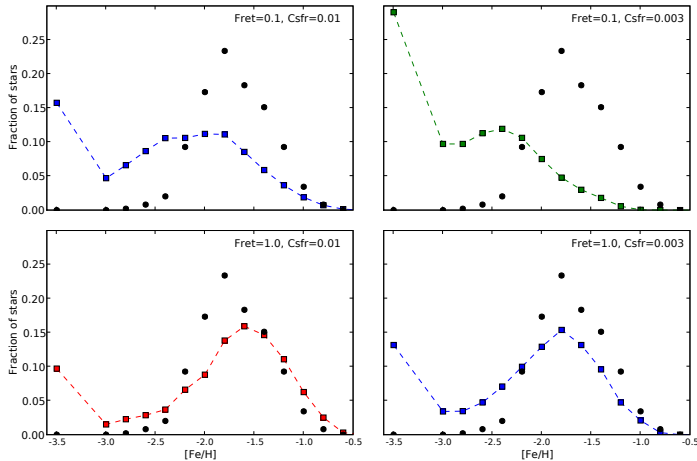 Fret=0.1, Csfr=0.01
Fret=0.1, Csfr=0.003
0.25
0.20
0.15
0.10
0.05
0.00
Fraction of stars
Fret=1.0, Csfr=0.01
Fret=1.0, Csfr=0.003
0.25
0.20
0.15
0.10
0.05
0.00
Fraction of stars
-3.5 -3.0 -2.5 -2.0 -1.5 -1.0 -0.5
-3.5 -3.0 -2.5 -2.0 -1.5 -1.0 -0.5
[Fe/H]
[Fe/H]